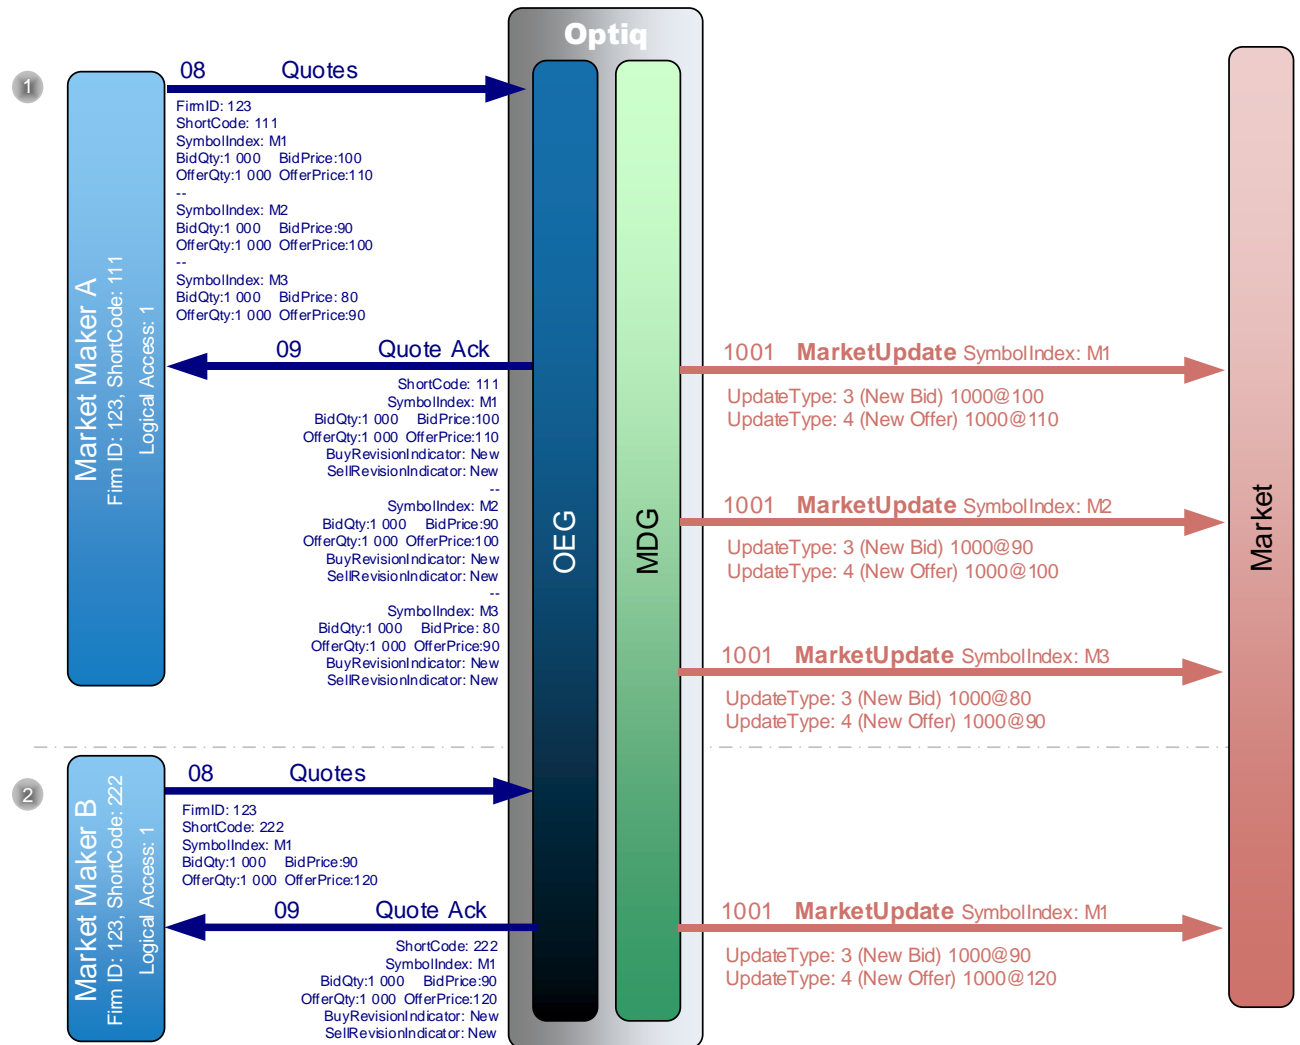 Optiq
1
08 Quotes
FirmID: 123
ShortCode: 111
SymbolIndex: M1
BidQty:1 000 BidPrice:100
OfferQty:1 000 OfferPrice:110
--
SymbolIndex: M2
BidQty:1 000 BidPrice:90
OfferQty:1 000 OfferPrice:100
--
SymbolIndex: M3
BidQty:1 000 BidPrice: 80
OfferQty:1 000 OfferPrice:90
Market Maker A
Firm ID: 123, ShortCode: 111
Logical Access: 1
09 Quote Ack
ShortCode: 111
SymbolIndex: M1
BidQty:1 000 BidPrice:100
OfferQty:1 000 OfferPrice:110
BuyRevisionIndicator: New
SellRevisionIndicator: New
--
SymbolIndex: M2
BidQty:1 000 BidPrice:90
OfferQty:1 000 OfferPrice:100
BuyRevisionIndicator: New
SellRevisionIndicator: New
--
SymbolIndex: M3
BidQty:1 000 BidPrice: 80
OfferQty:1 000 OfferPrice:90
BuyRevisionIndicator: New
SellRevisionIndicator: New
OEG
MDG
1001 MarketUpdate SymbolIndex: M1
UpdateType: 3 (New Bid) 1000@100
UpdateType: 4 (New Offer) 1000@110
1001 MarketUpdate SymbolIndex: M2
UpdateType: 3 (New Bid) 1000@90
UpdateType: 4 (New Offer) 1000@100
1001 MarketUpdate SymbolIndex: M3
UpdateType: 3 (New Bid) 1000@80
UpdateType: 4 (New Offer) 1000@90
Market
2
08 Quotes
FirmID: 123
ShortCode: 222
SymbolIndex: M1
BidQty:1 000 BidPrice:90
OfferQty:1 000 OfferPrice:120
Market Maker B
Firm ID: 123, ShortCode: 222
Logical Access: 1
09 Quote Ack
ShortCode: 222
SymbolIndex: M1
BidQty:1 000 BidPrice:90
OfferQty:1 000 OfferPrice:120
BuyRevisionIndicator: New
SellRevisionIndicator: New
1001 MarketUpdate SymbolIndex: M1
UpdateType: 3 (New Bid) 1000@90
UpdateType: 4 (New Offer) 1000@120